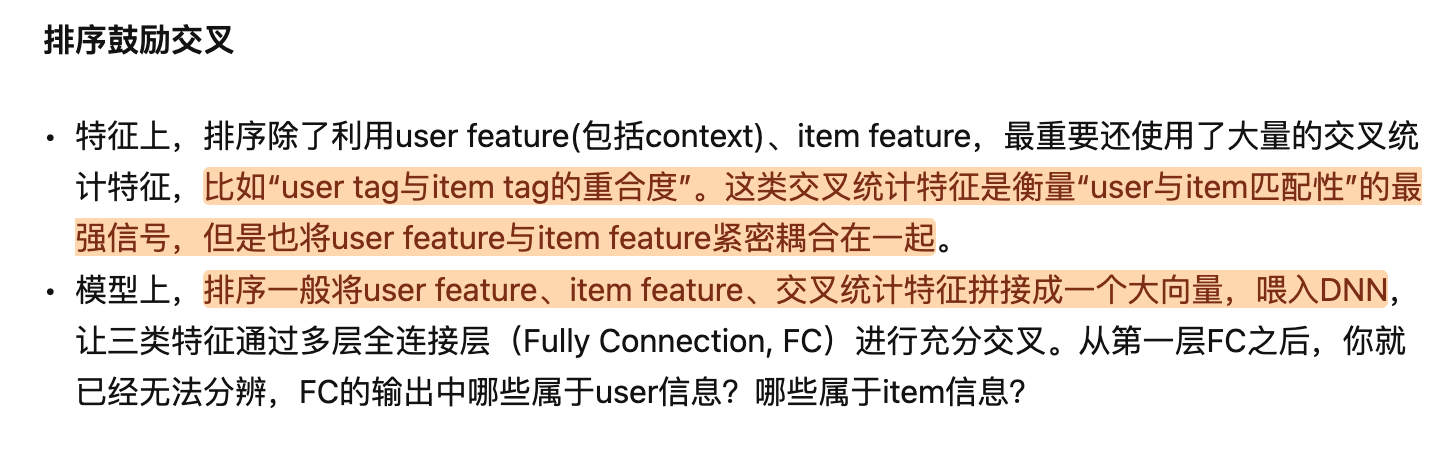 排序鼓励交叉
• 特征上，排序除了利用user feature(包括context)、item feature，最重要还使用了大量的交叉统
计特征，比如“user tag与item tag的重合度”。这类交叉统计特征是衡量“user与item匹配性”的最
强信号，但是也将user feature与item feature紧密耦合在一起。
• 模型上，排序一般将user feature、item feature、交叉统计特征拼接成一个大向量，喂入DNN，
让三类特征通过多层全连接层（Fully Connection, FC）进行充分交叉。从第一层FC之后，你就
已经无法分辨，FC的输出中哪些属于user信息？哪些属于item信息？